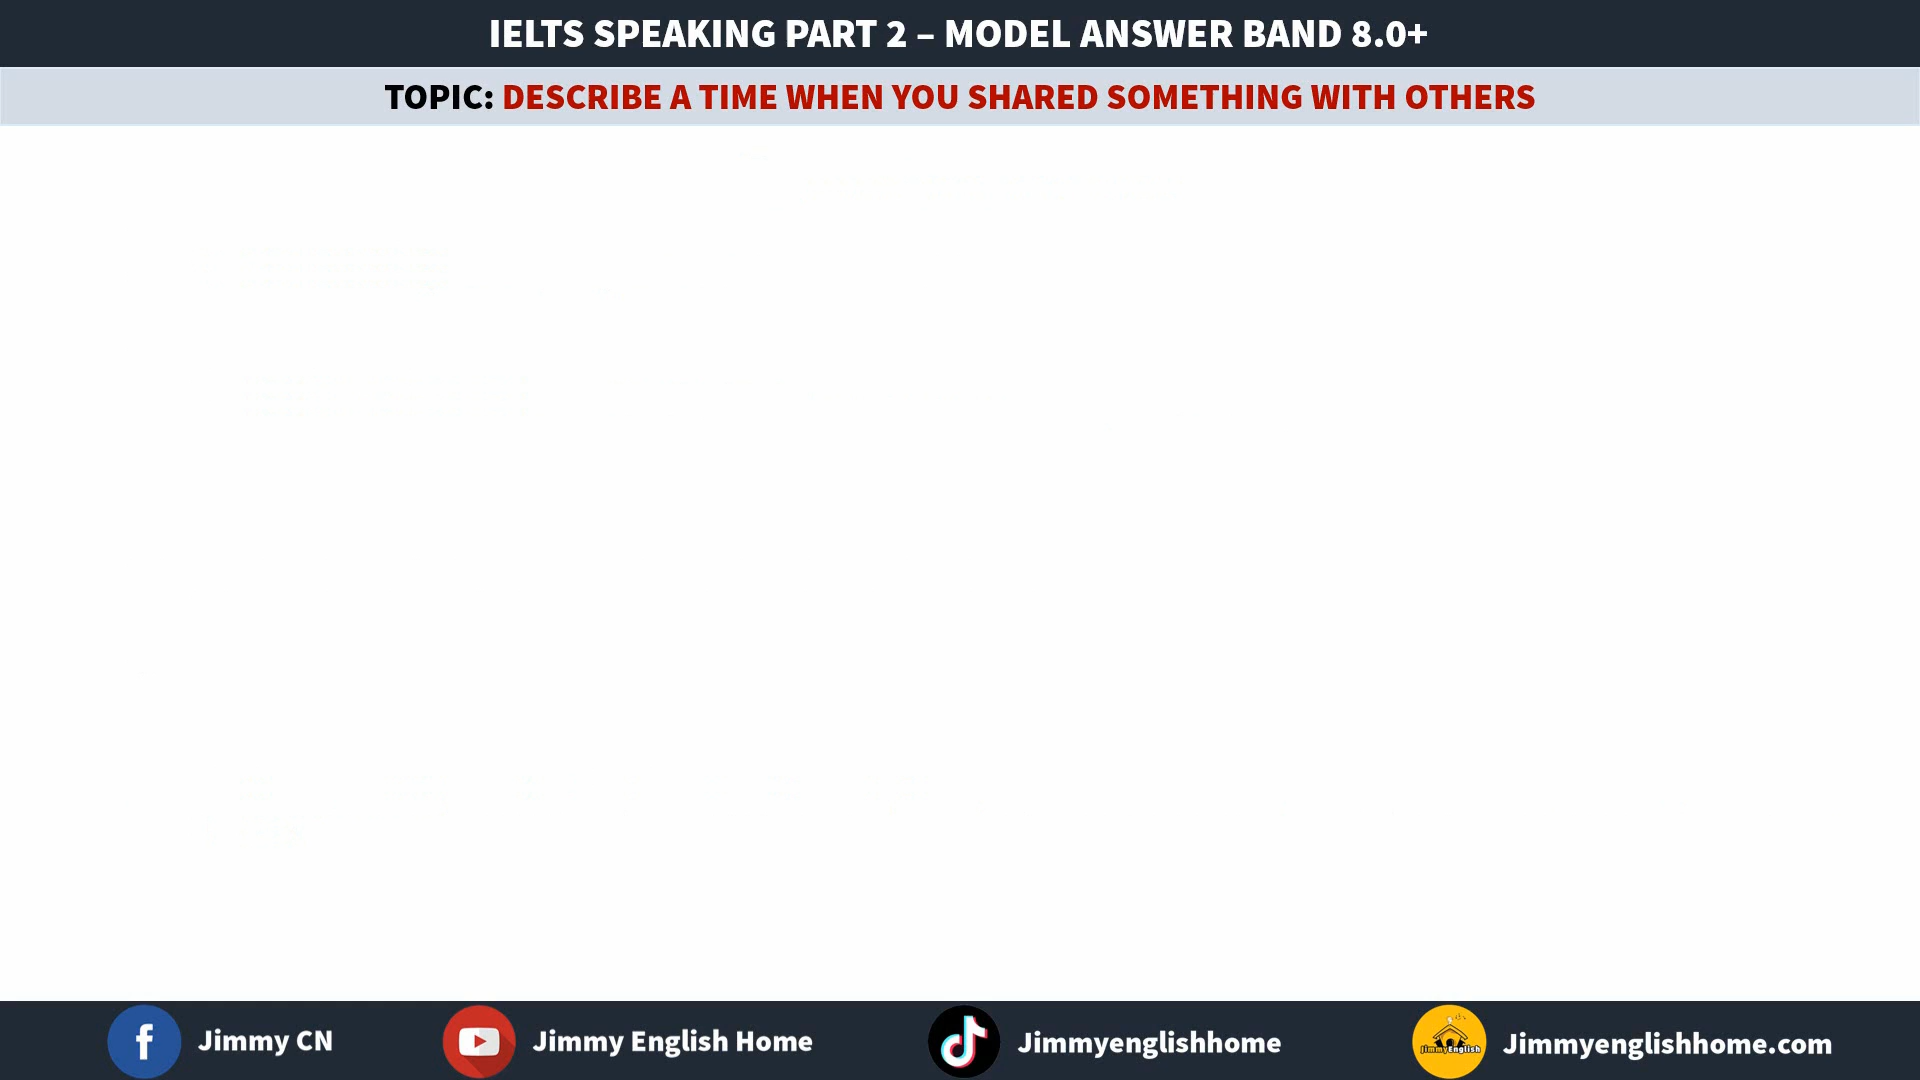 IELTS SPEAKING PART 2 – MODEL ANSWER BAND 8.0+
TOPIC: DESCRIBE A TIME WHEN YOU SHARED SOMETHING WITH OTHERS
Jimmy CN
Jimmy English Home
Jimmyenglishhome
JimmyEnglish
Jimmyenglishhome.com